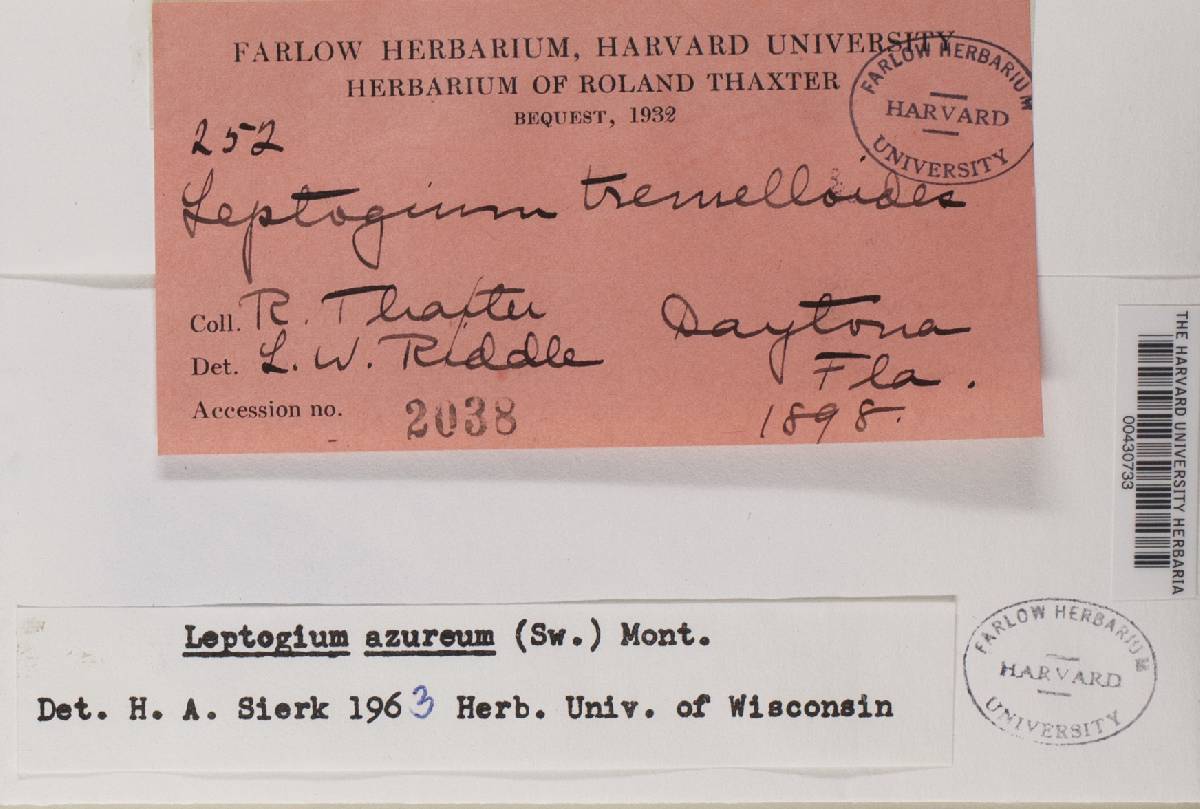 FARLOW HERBARIUM, HARVARD UNIVERSITY
HERBARIUM OF ROLAND THAXTER
BEQUEST, 1932
FARLOW HERBARIUM
HARVARD
UNIVERSITY
252
Leptogium tremelloides
Coll. R. Thaxter
Daytona
Det. L. W. Riddle
Fla.
Accession no. 2038
1898.
THE HARVARD UNIVERSITY HERBARIA
00430733
Leptogium azureum (Sw.) Mont.
Det. H. A. Sierk 1963 Herb. Univ. of Wisconsin
FARLOW HERBARIUM
HARVARD
UNIVERSITY